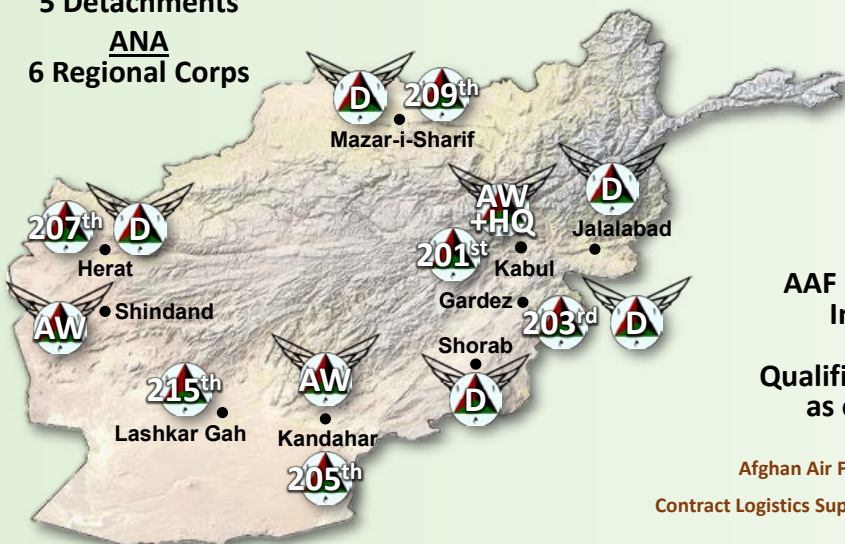 5 Detachments
ANA
6 Regional Corps
D
209th
Mazar-i-Sharif
207th
D
Herat
AW
+HQ
201st
Kabul
D
Jalalabad
AW
Shindand
Gardez
203rd
D
Shorab
D
215th
Lashkar Gah
AW
Kandahar
205th
AAF
Qualifi
as
Afghan Air F
Contract Logistics Sup